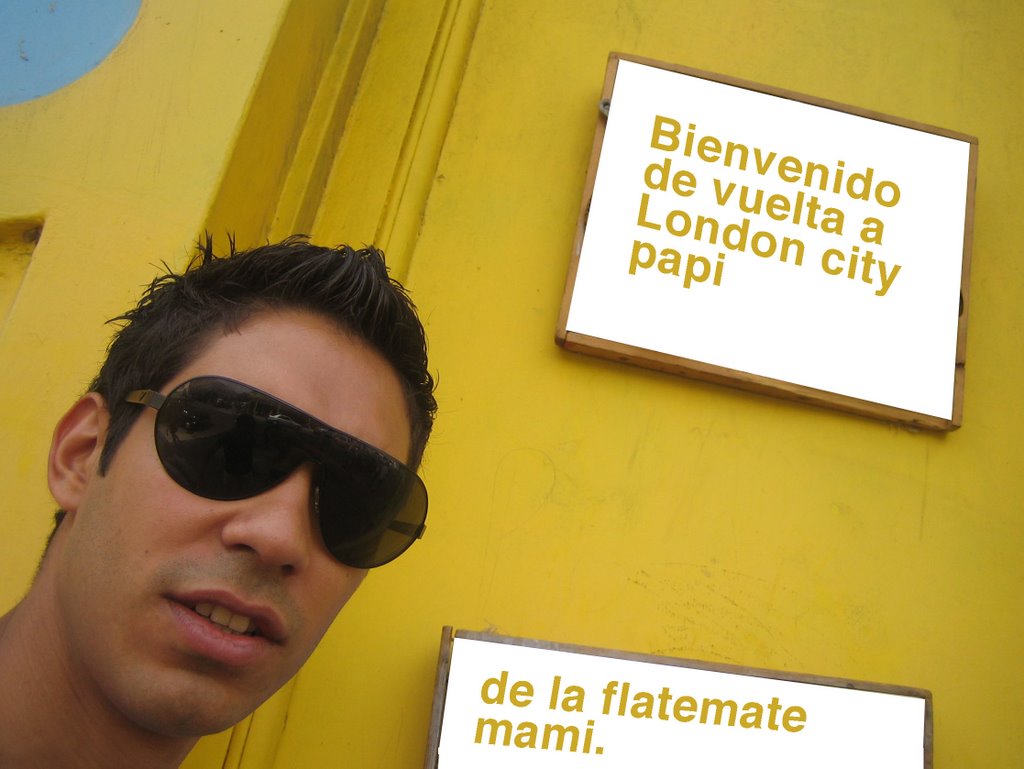 Bienvenido
de vuelta a
London city
papi
de la flatemate
mami.